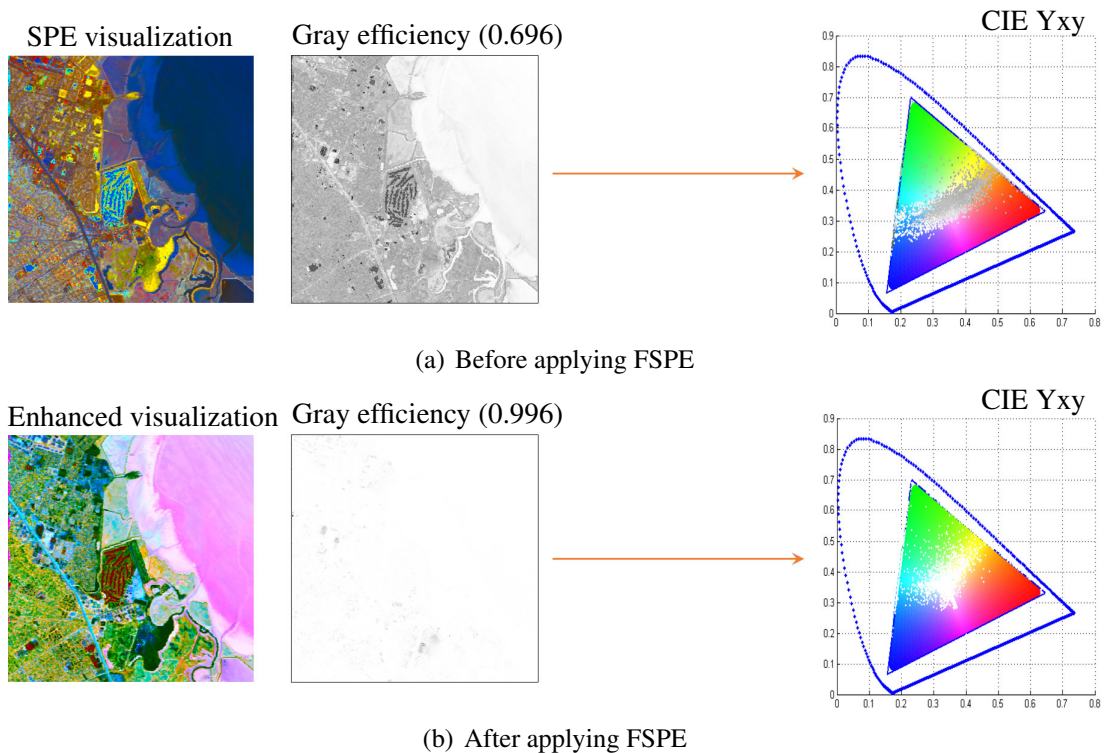 SPE visualization
Gray efficiency (0.696)
CIE Yxy
0.9
0.8
0.7
0.6
0.5
0.4
0.3
0.2
0.1
0
0 0.1 0.2 0.3 0.4 0.5 0.6 0.7 0.8
(a) Before applying FSPE
Enhanced visualization
Gray efficiency (0.996)
CIE Yxy
0.9
0.8
0.7
0.6
0.5
0.4
0.3
0.2
0.1
0
0 0.1 0.2 0.3 0.4 0.5 0.6 0.7 0.8
(b) After applying FSPE